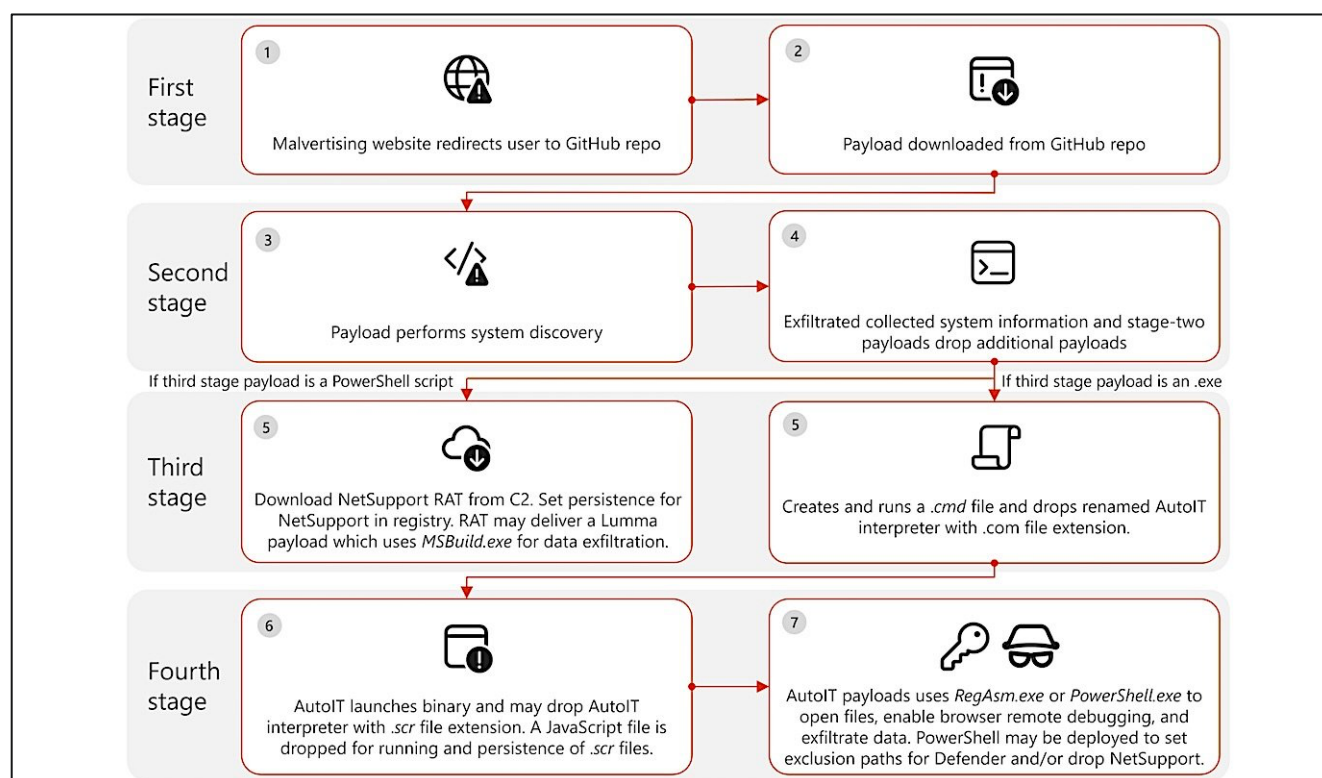 First
stage
1
Malvertising website redirects user to GitHub repo
2
Payload downloaded from GitHub repo
Second
stage
3
Payload performs system discovery
4
Exfiltrated collected system information and stage-two
payloads drop additional payloads
If third stage payload is a PowerShell script
If third stage payload is an .exe
Third
stage
5
Download NetSupport RAT from C2. Set persistence for
NetSupport in registry. RAT may deliver a Lumma
payload which uses MSBuild.exe for data exfiltration.
5
Creates and runs a .cmd file and drops renamed AutoIT
interpreter with .com file extension.
Fourth
stage
6
AutoIT launches binary and may drop AutoIT
interpreter with .scr file extension. A JavaScript file is
dropped for running and persistence of .scr files.
7
AutoIT payloads uses RegAsm.exe or PowerShell.exe to
open files, enable browser remote debugging, and
exfiltrate data. PowerShell may be deployed to set
exclusion paths for Defender and/or drop NetSupport.